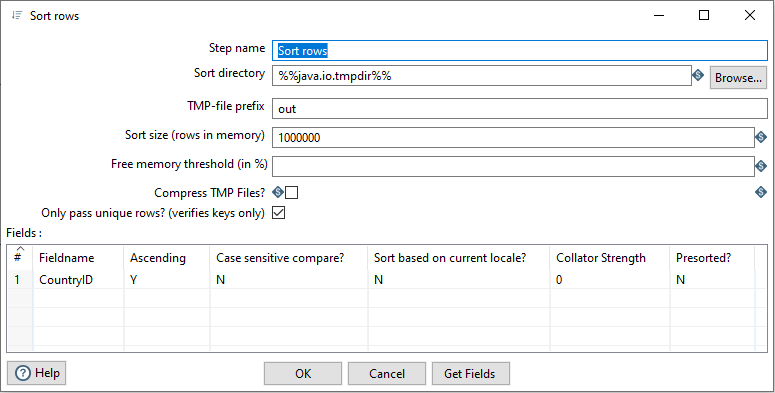 Sort rows
Step name Sort rows
Sort directory %%java.io.tmpdir%% S Browse...
TMP-file prefix out
Sort size (rows in memory) 1000000 S
Free memory threshold (in %) S
Compress TMP Files? S S
Only pass unique rows? (verifies keys only)
Fields :
# Fieldname Ascending Case sensitive compare? Sort based on current locale? Collator Strength Presorted?
1 CountryID Y N N 0 N
? Help OK Cancel Get Fields